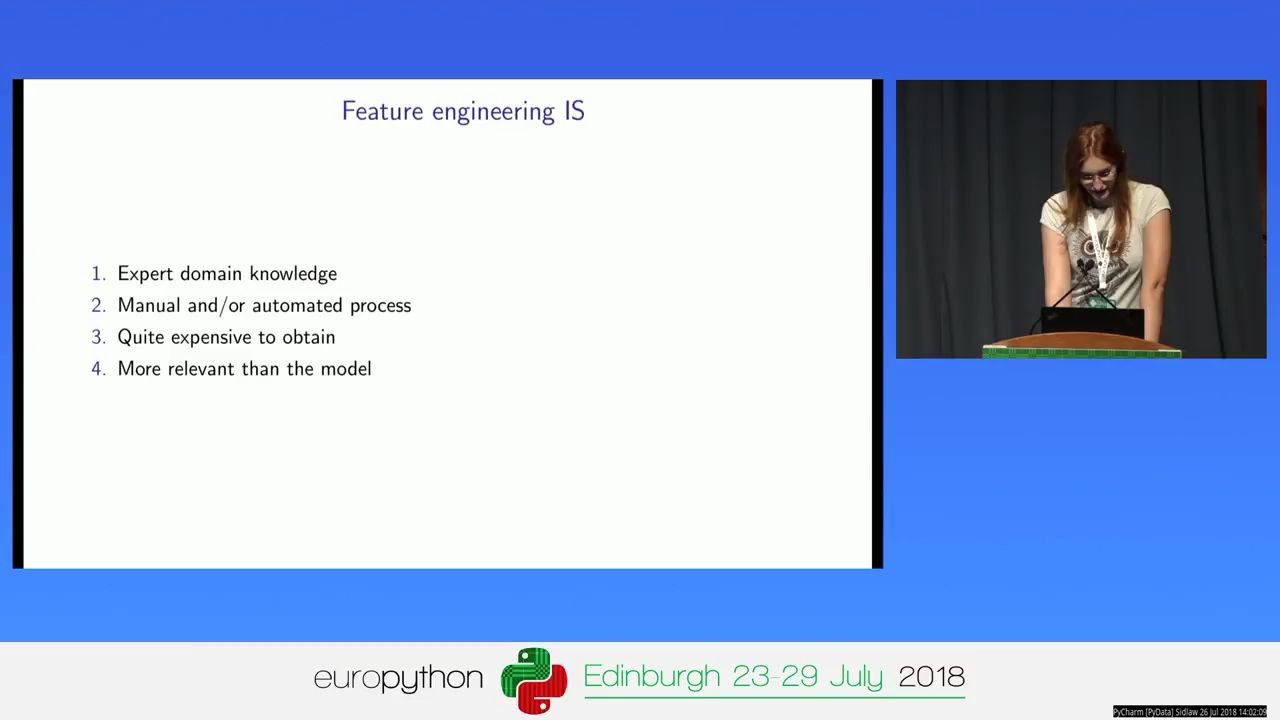 Feature engineering IS
1. Expert domain knowledge
2. Manual and/or automated process
3. Quite expensive to obtain
4. More relevant than the model
europython Edinburgh 23-29 July 2018
PyCharm [PyData] Sidlaw 26 Jul 2018 14:02:09